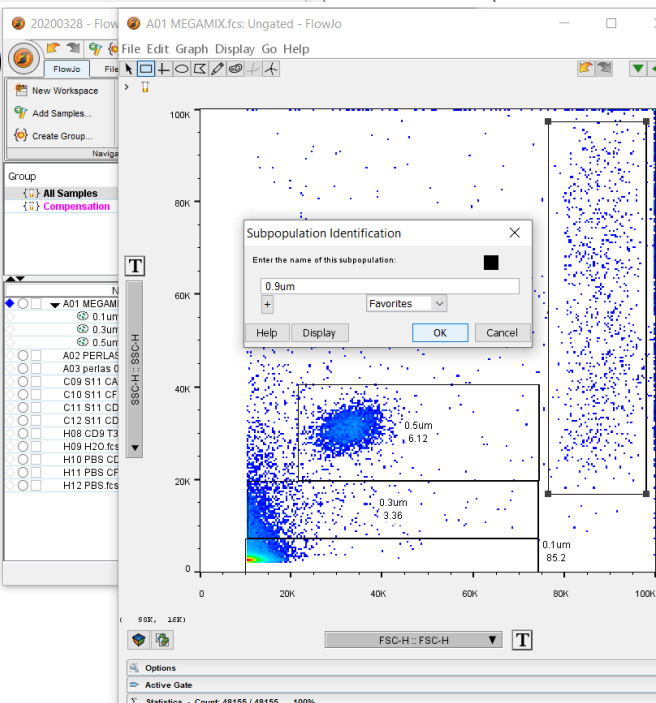 20200328 - Flow
A01 MEGAMIX.fcs: Ungated - FlowJo
File Edit Graph Display Go Help
FlowJo
File
New Workspace
Add Samples...
Create Group...
Naviga
Group
All Samples
Compensation
N
A01 MEGAMI
0.1um
0.3um
0.5um
A02 PERLAS
A03 perlas 0
C09 S11 CA
C10 S11 CF
C11 S11 CD
C12 S11 CD
H08 CD9 T3
H09 H2O.fcs
H10 PBS CD
H11 PBS CF
H12 PBS.fcs
T
SSC-H :: SSC-H
100K
80K
60K
40K
20K
0
Subpopulation Identification
Enter the name of this subpopulation:
0.9um
+
Favorites
Help
Display
OK
Cancel
0.5um
6.12
0.3um
3.36
0.1um
85.2
0
20K
40K
60K
80K
100K
( 98K, 16K)
FSC-H :: FSC-H
T
Options
Active Gate
Σ Statistics - Count: 48155 / 48155 100%